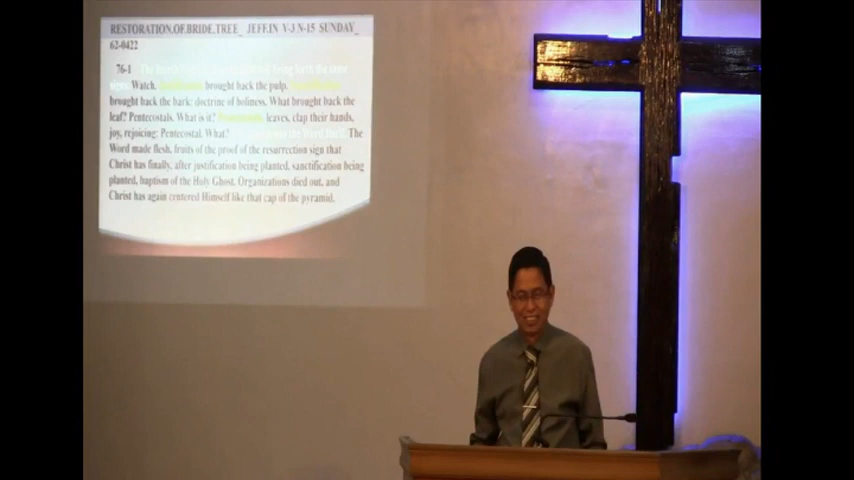 RESTORATION.OF.BRIDE.TREE_ JEFF.IN V-3 N-15 SUNDAY_
62-0422
76-1
Watch. brought back the pulp.
brought back the bark: doctrine of holiness. What brought back the
leaf? Pentecostals. What is it? leaves, clap their hands,
joy, rejoicing: Pentecostal. What? the Word Itself. The
Word made flesh, fruits of the proof of the resurrection sign that
Christ has finally, after justification being planted, sanctification being
planted, baptism of the Holy Ghost. Organizations died out, and
Christ has again centered Himself like that cap of the pyramid.